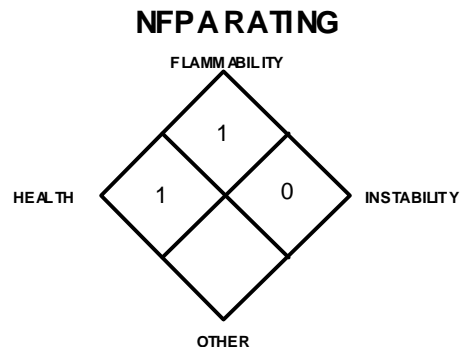 NFPA RATING
FLAMMABILITY
1
HEALTH 1 0 INSTABILITY
OTHER